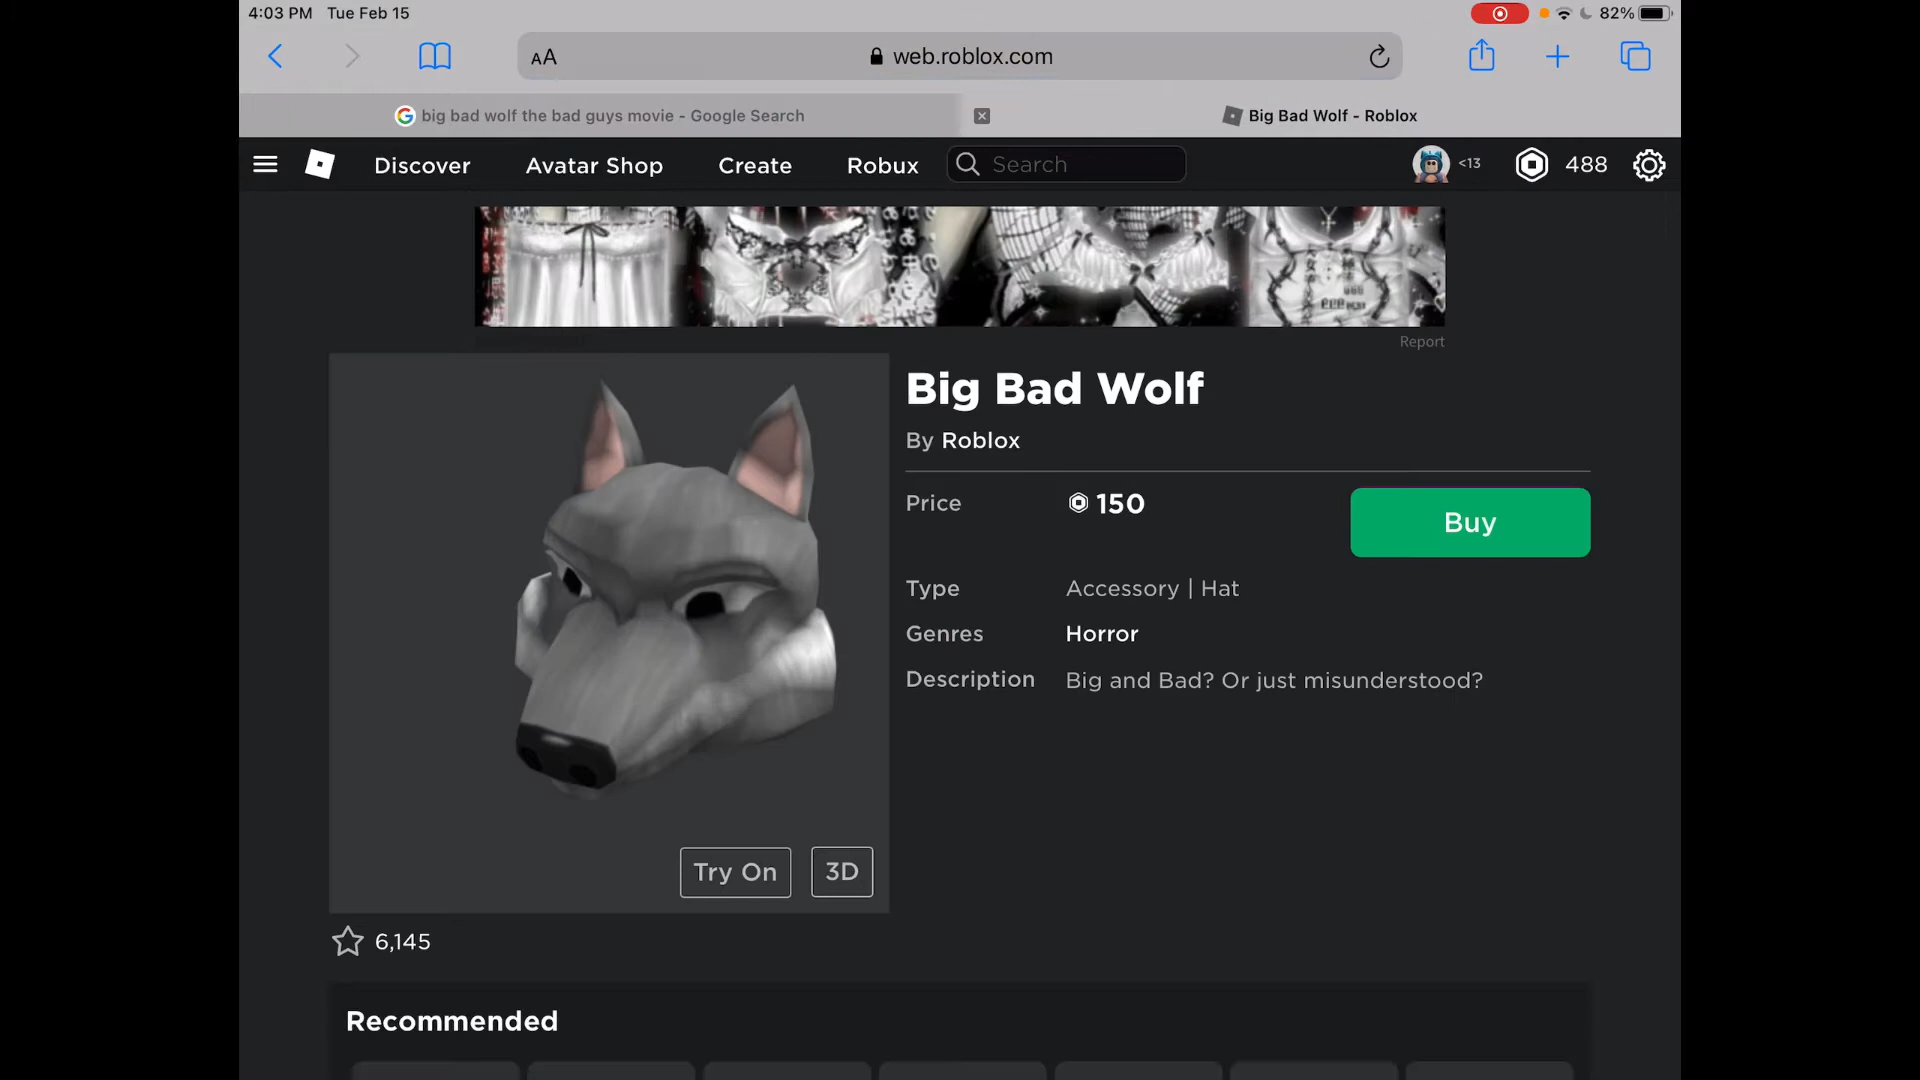 4:03 PM Tue Feb 15
82%
AA
web.roblox.com
big bad wolf the bad guys movie - Google Search
Big Bad Wolf - Roblox
Discover
Avatar Shop
Create
Robux
Search
<13
488
Report
Big Bad Wolf
By Roblox
Price
150
Buy
Type
Accessory | Hat
Genres
Horror
Description
Big and Bad? Or just misunderstood?
Try On
3D
6,145
Recommended